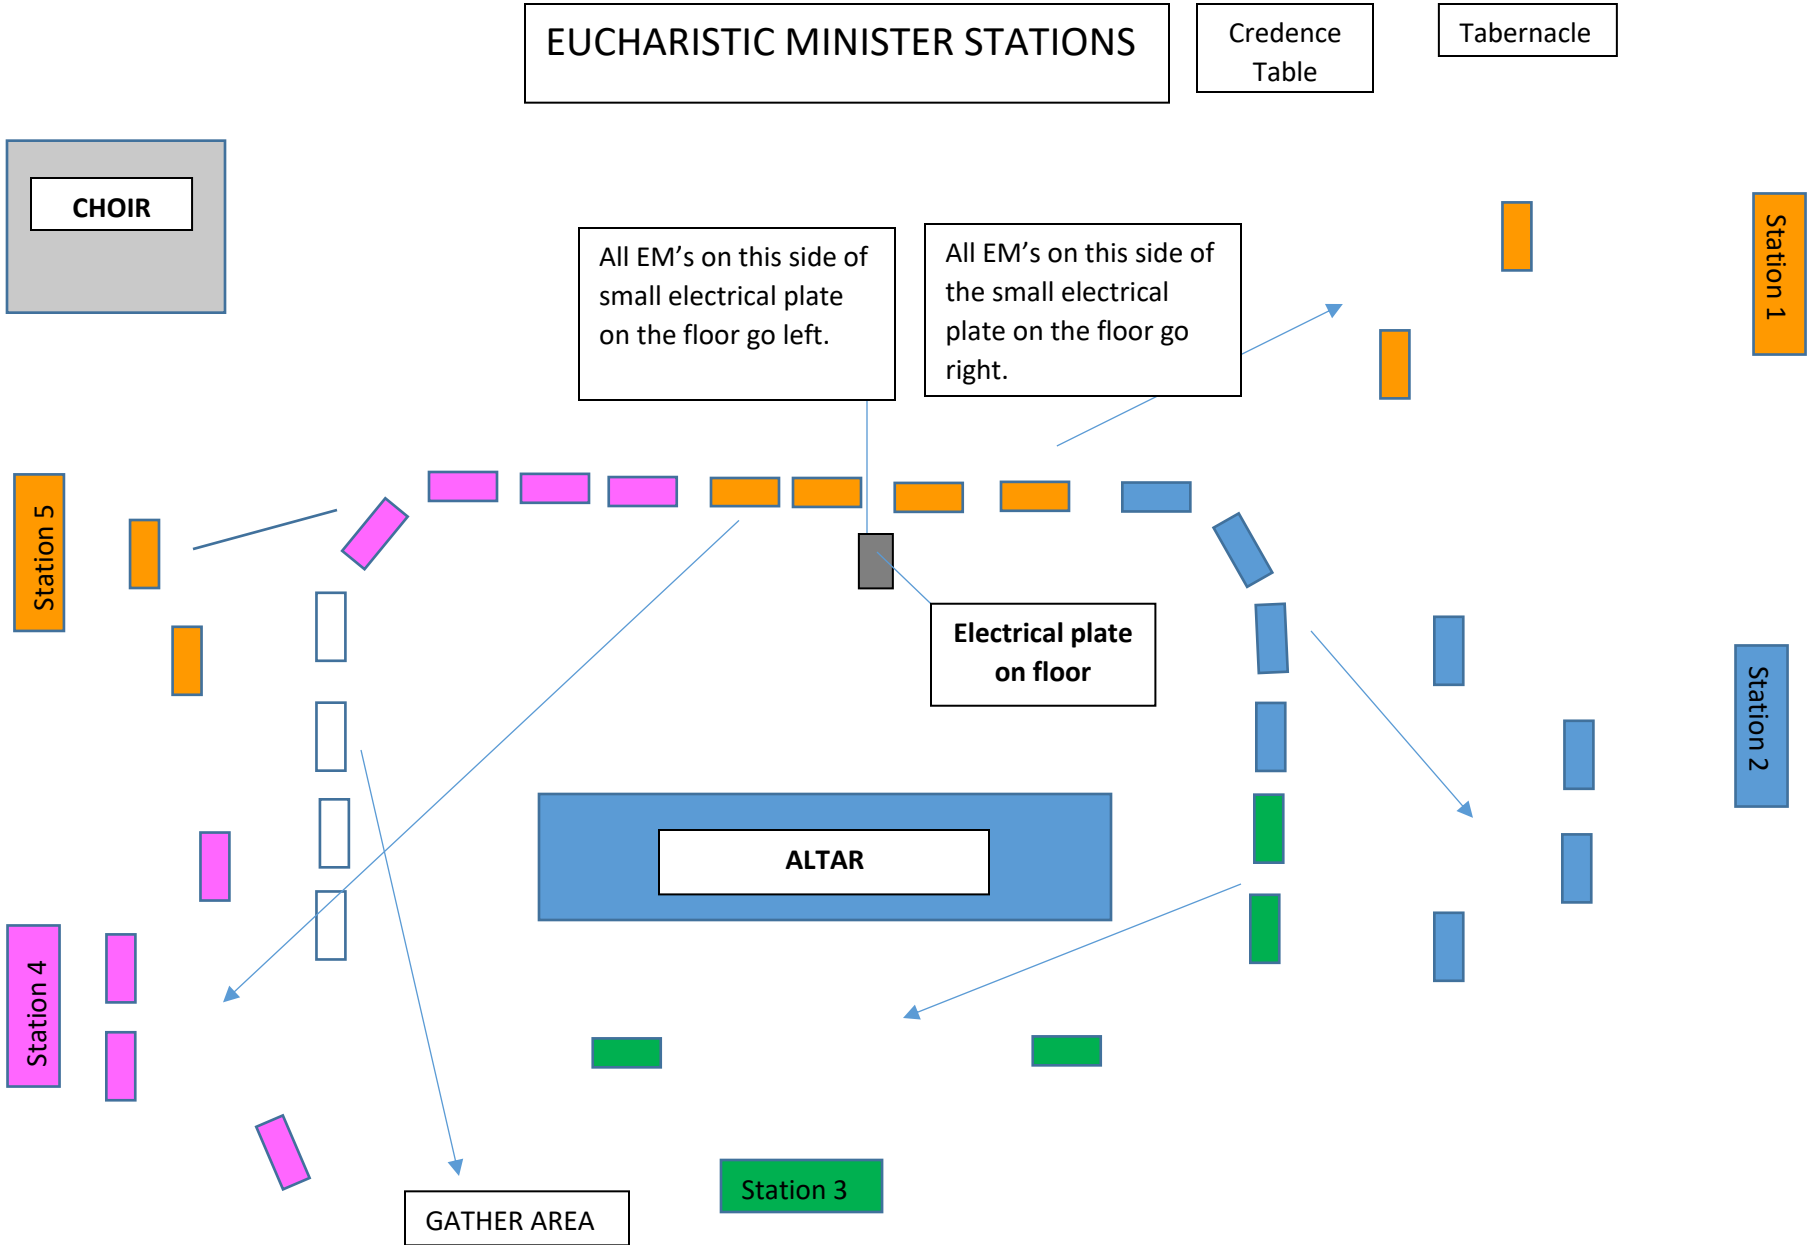 EUCHARISTIC MINISTER STATIONS
Credence
Table
Tabernacle
CHOIR
All EM’s on this side of
small electrical plate
on the floor go left.
All EM’s on this side of
the small electrical
plate on the floor go
right.
Station 1
Station 5
Electrical plate
on floor
Station 2
ALTAR
Station 4
Station 3
GATHER AREA